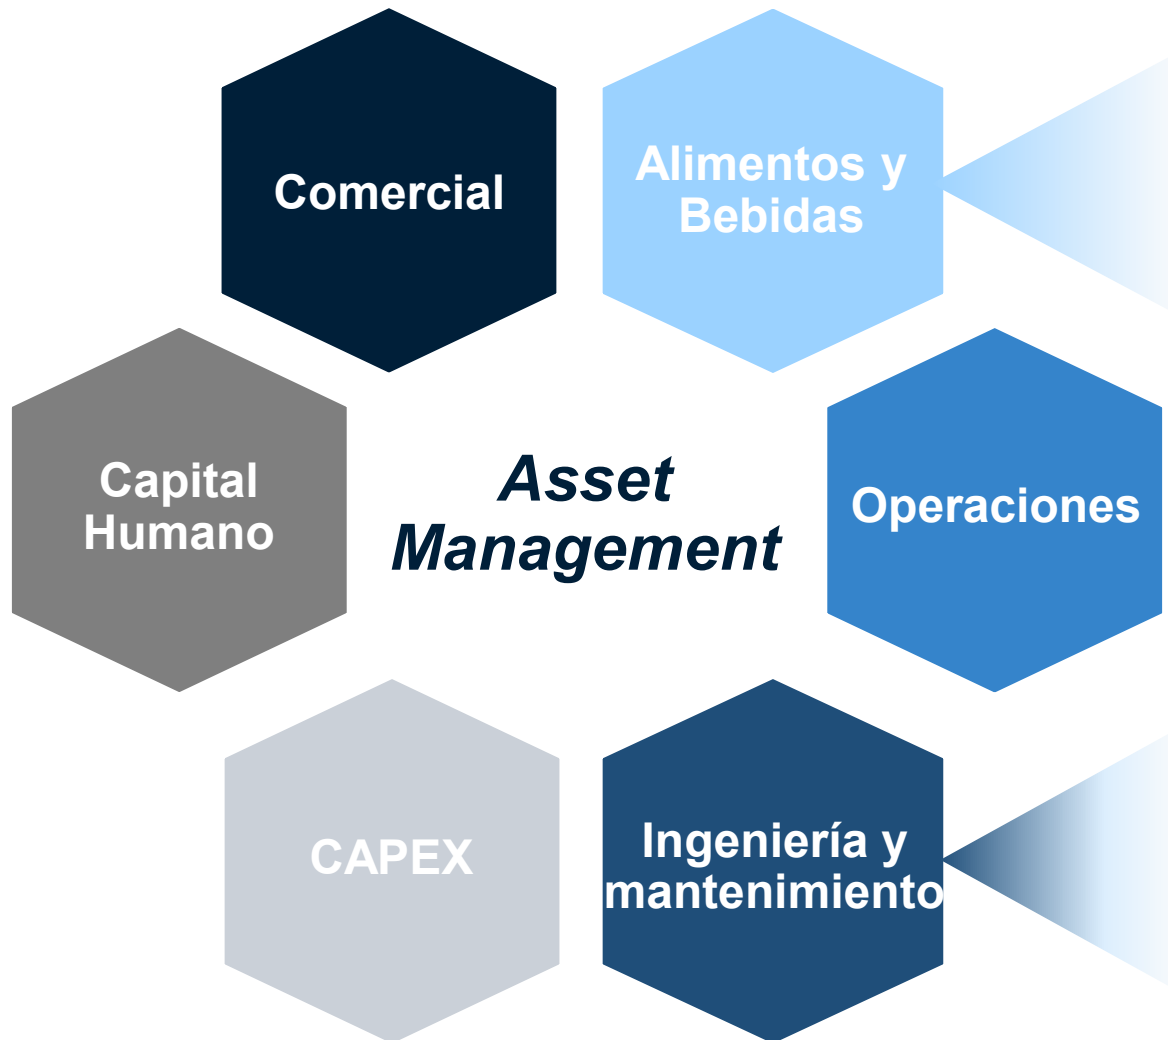 Comercial
Alimentos y
Bebidas
Capital
Humano
Asset
Management
Operaciones
CAPEX
Ingeniería y
mantenimiento